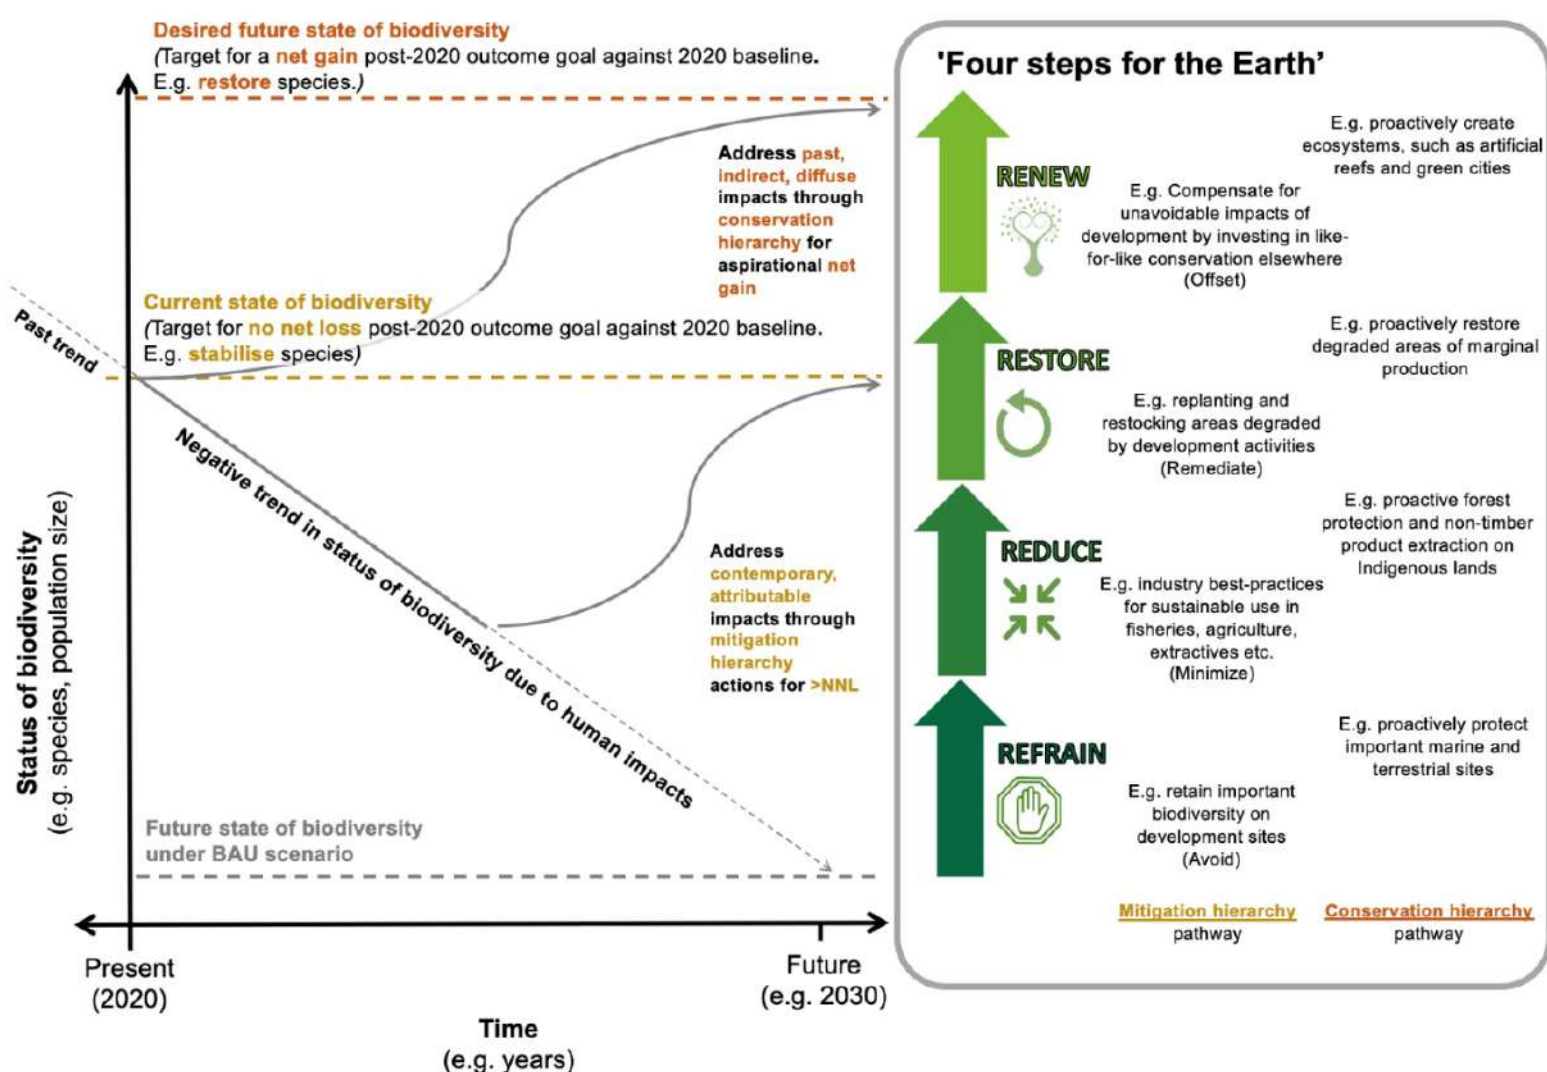 Desired future state of biodiversity
(Target for a net gain post-2020 outcome goal against 2020 baseline.
E.g. restore species.)
Address past,
indirect, diffuse
impacts through
conservation
hierarchy for
aspirational net
gain
Past trend
Current state of biodiversity
(Target for no net loss post-2020 outcome goal against 2020 baseline.
E.g. stabilise species)
Negative trend in status of biodiversity due to human impacts
Address
contemporary,
attributable
impacts through
mitigation
hierarchy
actions for >NNL
Status of biodiversity
(e.g. species, population size)
Future state of biodiversity
under BAU scenario
Present
(2020)
Future
(e.g. 2030)
Time
(e.g. years)
'Four steps for the Earth’
RENEW
E.g. Compensate for
unavoidable impacts of
development by investing in like-
for-like conservation elsewhere
(Offset)
E.g. proactively create
ecosystems, such as artificial
reefs and green cities
RESTORE
E.g. replanting and
restocking areas degraded
by development activities
(Remediate)
E.g. proactively restore
degraded areas of marginal
production
REDUCE
E.g. industry best-practices
for sustainable use in
fisheries, agriculture,
extractives etc.
(Minimize)
E.g. proactive forest
protection and non-timber
product extraction on
Indigenous lands
REFRAIN
E.g. retain important
biodiversity on
development sites
(Avoid)
E.g. proactively protect
important marine and
terrestrial sites
Mitigation hierarchy
pathway
Conservation hierarchy
pathway